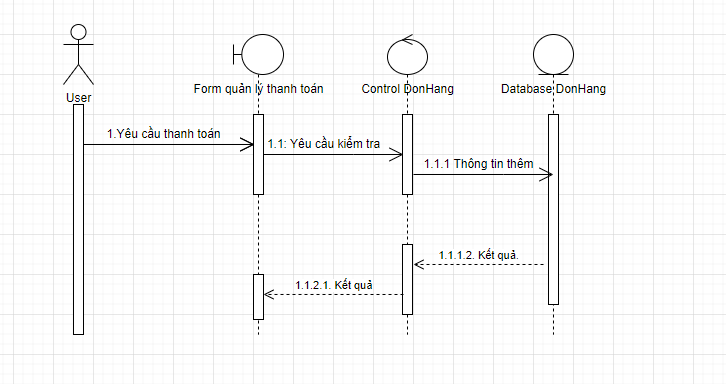 User
Form quản lý thanh toán
Control DonHang
Database DonHang
1.Yêu cầu thanh toán
1.1: Yêu cầu kiểm tra
1.1.1 Thông tin thêm
1.1.1.2. Kết quả.
1.1.2.1. Kết quả